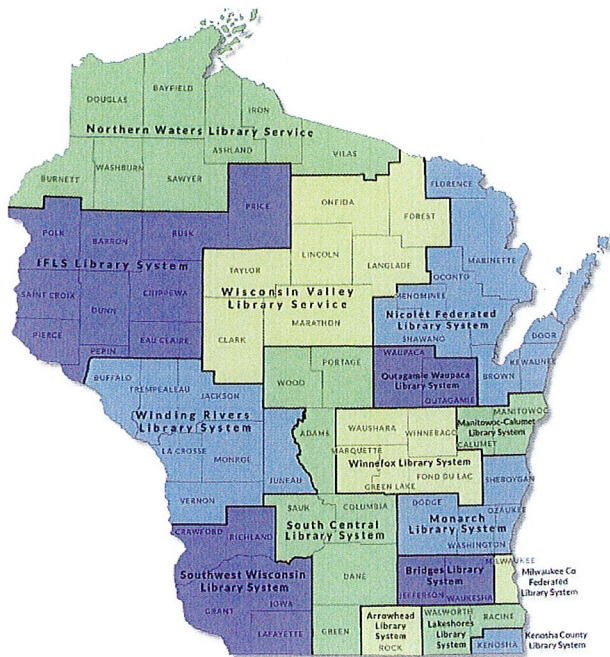 BAYFIELD
DOUGLAS
IRON
Northern Waters Library Service
ASHLAND
VILAS
WASHBURN
BURNETT
SAWYER
FLORENCE
PRICE
ONEIDA
FOREST
POLK
BARRON
RUSK
MARINETTE
IFLS Library System
LINCOLN
TAYLOR
LANGLADE
OCONTO
SAINT CROIX
CHIPPEWA
Wisconsin Valley
Library Service
MENOMINEE
DUNN
Nicolet Federated
Library System
MARATHON
PIERCE
CLARK
SHAWANO
DOOR
EAU CLAIRE
PEPIN
WAUPACA
KEWAUNEE
PORTAGE
BROWN
BUFFALO
TREMPEALEAU
WOOD
Outagamie Waupaca
Library System
JACKSON
OUTAGAMIE
Winding Rivers
Library System
MANITOWOC
Manitowoc-Calumet
Library System
ADAMS
WAUSHARA
WINNEBAGO
CALUMET
LA CROSSE
MONROE
MARQUETTE
Winnefox Library System
JUNEAU
GREEN LAKE
FOND DU LAC
SHEBOYGAN
VERNON
SAUK
COLUMBIA
DODGE
OZAUKEE
South Central
Library System
Monarch
Library System
CRAWFORD
RICHLAND
WASHINGTON
MILWAUKEE
Southwest Wisconsin
Library System
DANE
Bridges Library
System
Milwaukee Co
Federated
Library System
JEFFERSON
WAUKESHA
IOWA
GRANT
LAFAYETTE
GREEN
Arrowhead
Library
System
ROCK
WALWORTH
Lakeshores
Library
System
RACINE
KENOSHA
Kenosha County
Library System